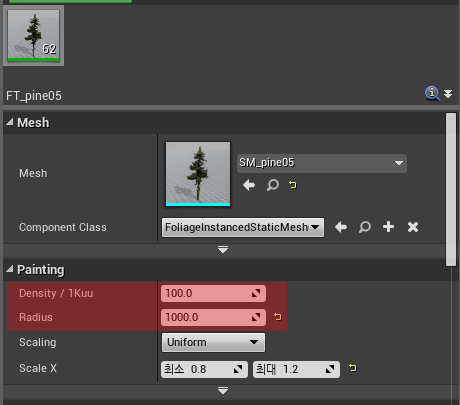 62
FT_pine05
Mesh
Mesh
SM_pine05
Component Class FoliageInstancedStaticMesh
Painting
Density / 1Kuu 100.0
Radius 1000.0
Scaling Uniform
Scale X 최소 0.8 최대 1.2